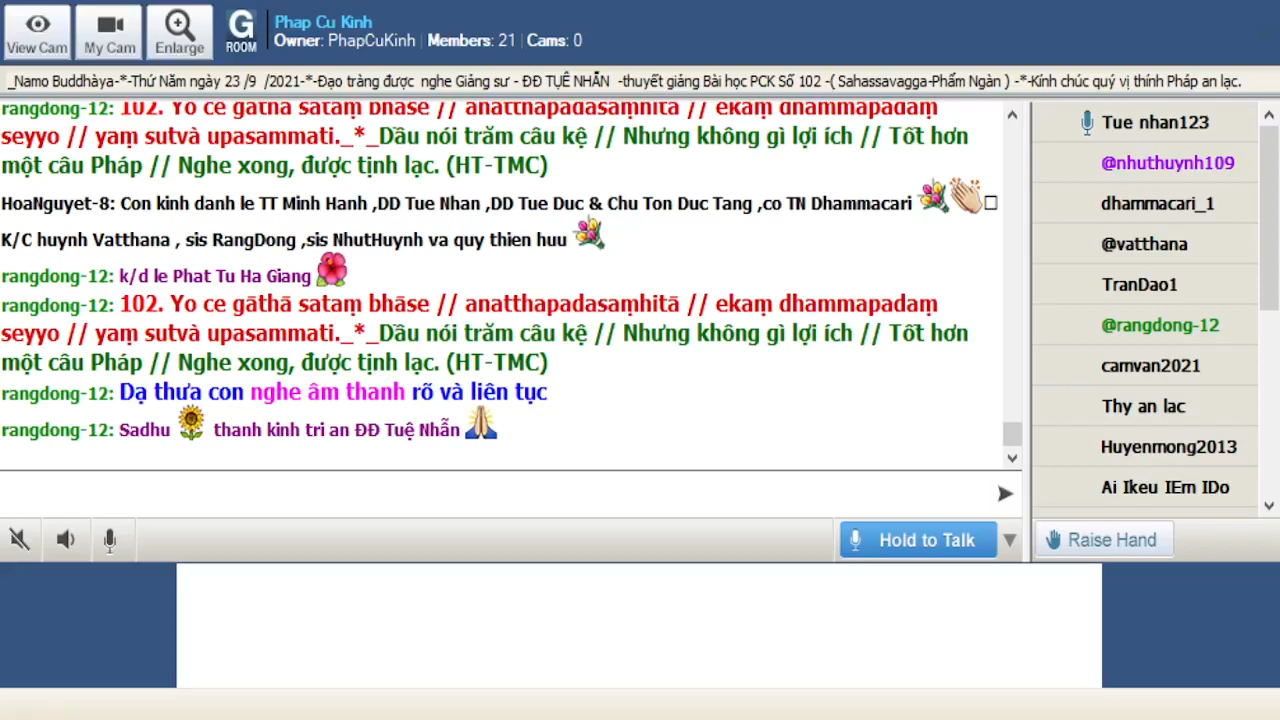 View Cam
My Cam
Enlarge
G
ROOM
Phap Cu Kinh
Owner: PhapCuKinh | Members: 21 | Cams: 0
_Namo Buddhàya-*-Thứ Năm ngày 23 /9 /2021-*-Đạo tràng được nghe Giảng sư - ĐĐ TUỆ NHẪN -thuyết giảng Bài học PCK Số 102 -( Sahassavagga-Phẩm Ngàn ) -*-Kính chúc quý vị thính Pháp an lạc.
rangdong-12: 102. Yo ce gāthā sataṃ bhāse // anatthapadasaṃhitā // ekaṃ dhammapadaṃ
seyyo // yaṃ sutvà upasammati._*_Dầu nói trăm câu kệ // Nhưng không gì lợi ích // Tốt hơn
một câu Pháp // Nghe xong, được tịnh lạc. (HT-TMC)
HoaNguyet-8: Con kinh danh le TT Minh Hanh ,DD Tue Nhan ,DD Tue Duc & Chu Ton Duc Tang ,co TN Dhammacari
K/C huynh Vatthana , sis RangDong ,sis NhutHuynh va quy thien huu
rangdong-12: k/d le Phat Tu Ha Giang
rangdong-12: 102. Yo ce gāthā sataṃ bhāse // anatthapadasaṃhitā // ekaṃ dhammapadaṃ
seyyo // yaṃ sutvà upasammati._*_Dầu nói trăm câu kệ // Nhưng không gì lợi ích // Tốt hơn
một câu Pháp // Nghe xong, được tịnh lạc. (HT-TMC)
rangdong-12: Dạ thưa con nghe âm thanh rõ và liên tục
rangdong-12: Sadhu thanh kinh tri an ĐĐ Tuệ Nhẫn
Tue nhan123
@nhuthuynh109
dhammacari_1
@vatthana
TranDao1
@rangdong-12
camvan2021
Thy an lac
Huyenmong2013
Ai Ikeu IEm IDo
Hold to Talk
Raise Hand